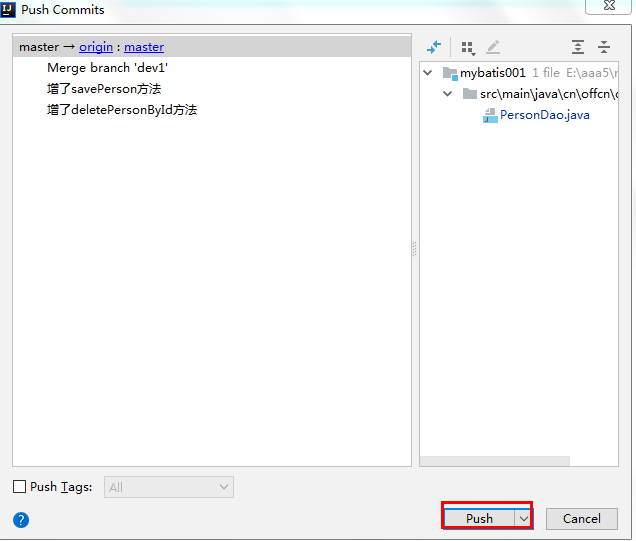 Push Commits
master → origin : master
Merge branch 'dev1'
增了savePerson方法
增了deletePersonById方法
mybatis001 1 file E:\aaa5\
src\main\java\cn\offcn\
PersonDao.java
Push Tags: All
? Push Cancel